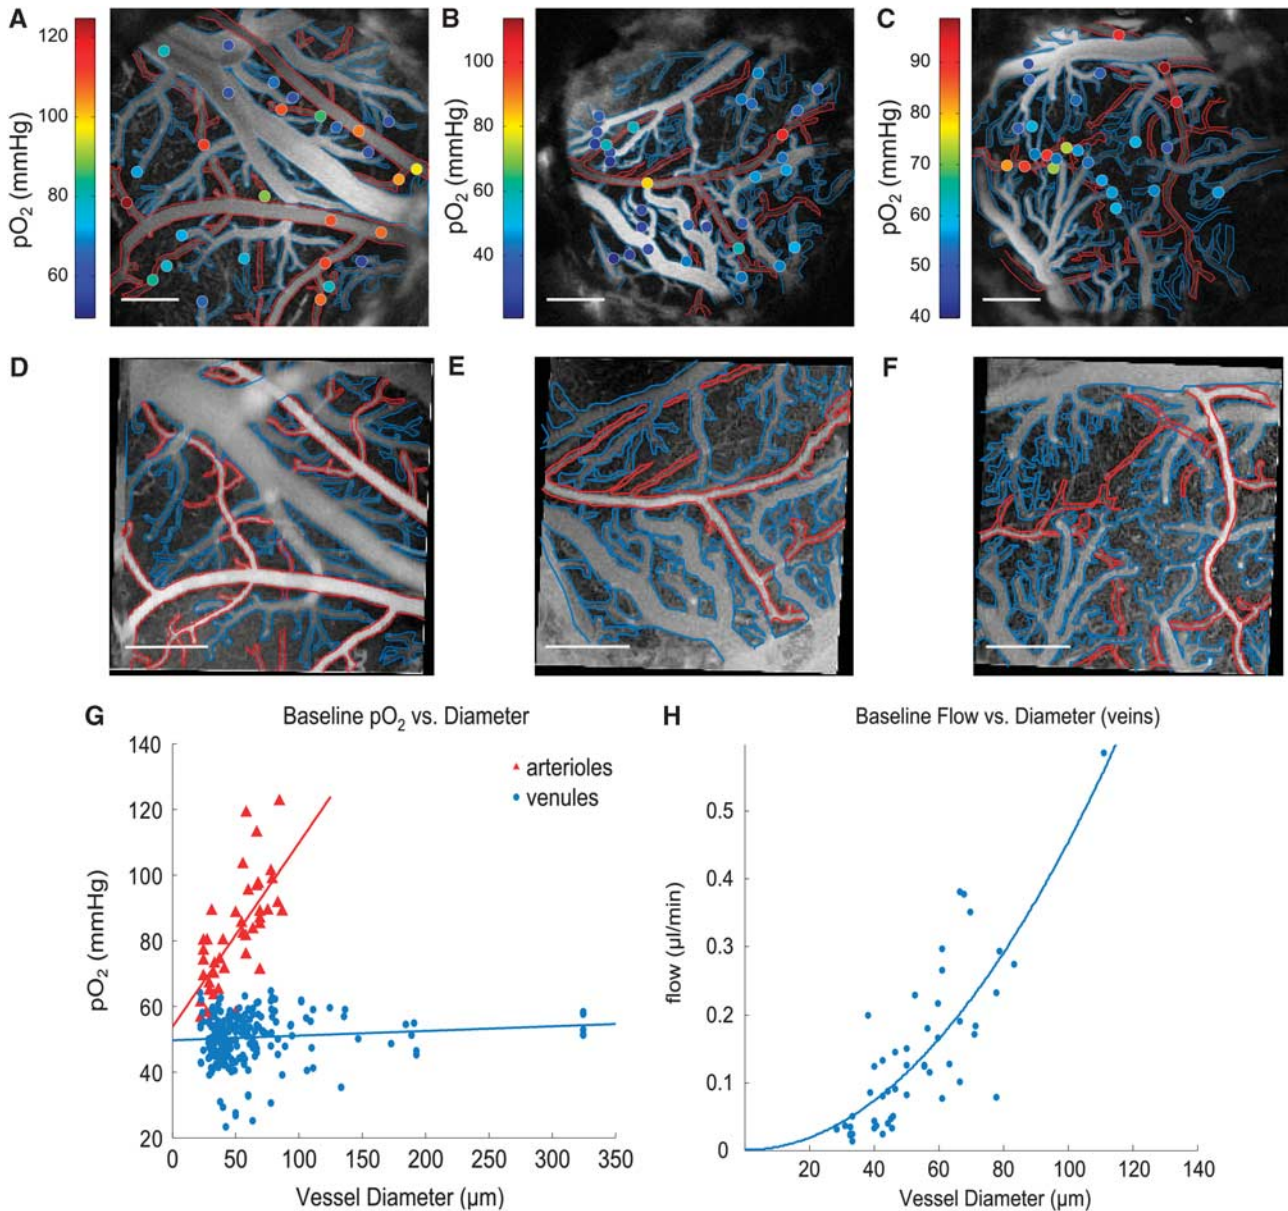 A
B
C
120
100
80
60
pO2 (mmHg)
100
80
60
40
pO2 (mmHg)
90
80
70
60
50
40
pO2 (mmHg)
D
E
F
G
Baseline pO2 vs. Diameter
140
120
100
80
60
40
20
pO2 (mmHg)
arterioles
venules
0 50 100 150 200 250 300 350
Vessel Diameter (µm)
H
Baseline Flow vs. Diameter (veins)
0.5
0.4
0.3
0.2
0.1
0
flow (µl/min)
20 40 60 80 100 120 140
Vessel Diameter (µm)